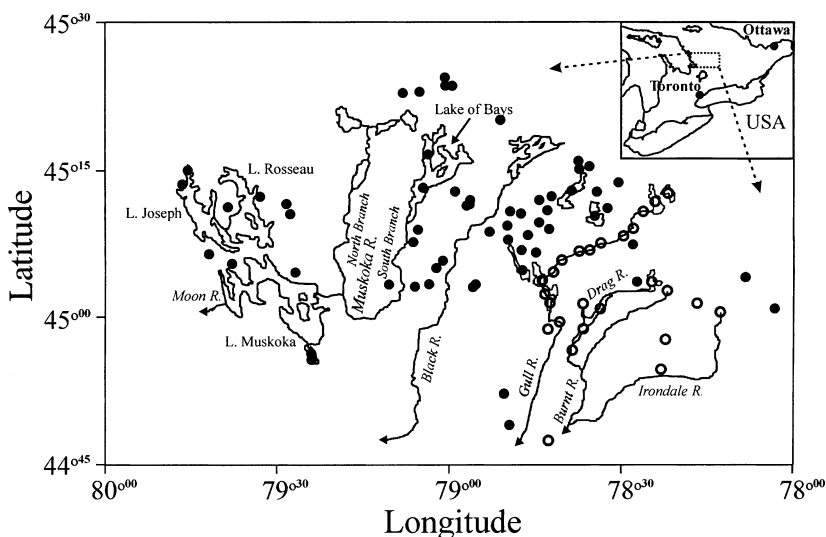 45°30
45°15
45°00
44°45
Latitude
80°00
79°30
79°00
78°30
78°00
Longitude
Ottawa
Toronto
USA
Lake of Bays
L. Rosseau
L. Joseph
North Branch
Muskoka R.
South Branch
Moon R.
L. Muskoka
Black R.
Gull R.
Drag R.
Burnt R.
Irondale R.